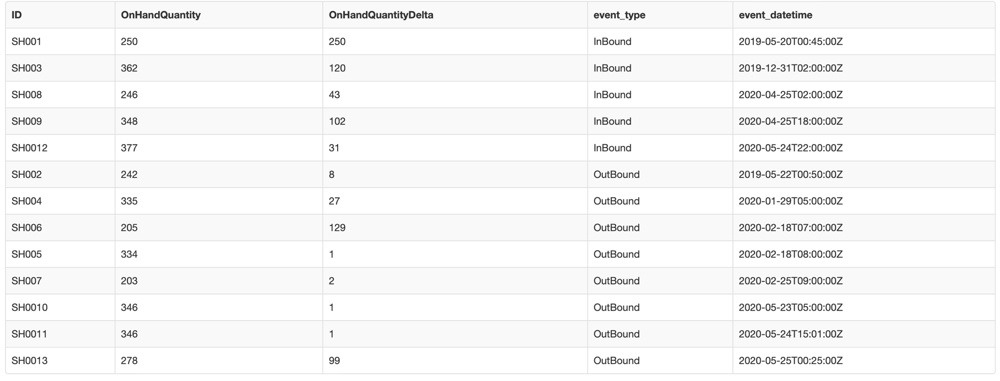 ID OnHandQuantity OnHandQuantityDelta event_type event_datetime
SH001 250 250 InBound 2019-05-20T00:45:00Z
SH003 362 120 InBound 2019-12-31T02:00:00Z
SH008 246 43 InBound 2020-04-25T02:00:00Z
SH009 348 102 InBound 2020-04-25T18:00:00Z
SH0012 377 31 InBound 2020-05-24T22:00:00Z
SH002 242 8 OutBound 2019-05-22T00:50:00Z
SH004 335 27 OutBound 2020-01-29T05:00:00Z
SH006 205 129 OutBound 2020-02-18T07:00:00Z
SH005 334 1 OutBound 2020-02-18T08:00:00Z
SH007 203 2 OutBound 2020-02-25T09:00:00Z
SH0010 346 1 OutBound 2020-05-23T05:00:00Z
SH0011 346 1 OutBound 2020-05-24T15:01:00Z
SH0013 278 99 OutBound 2020-05-25T00:25:00Z